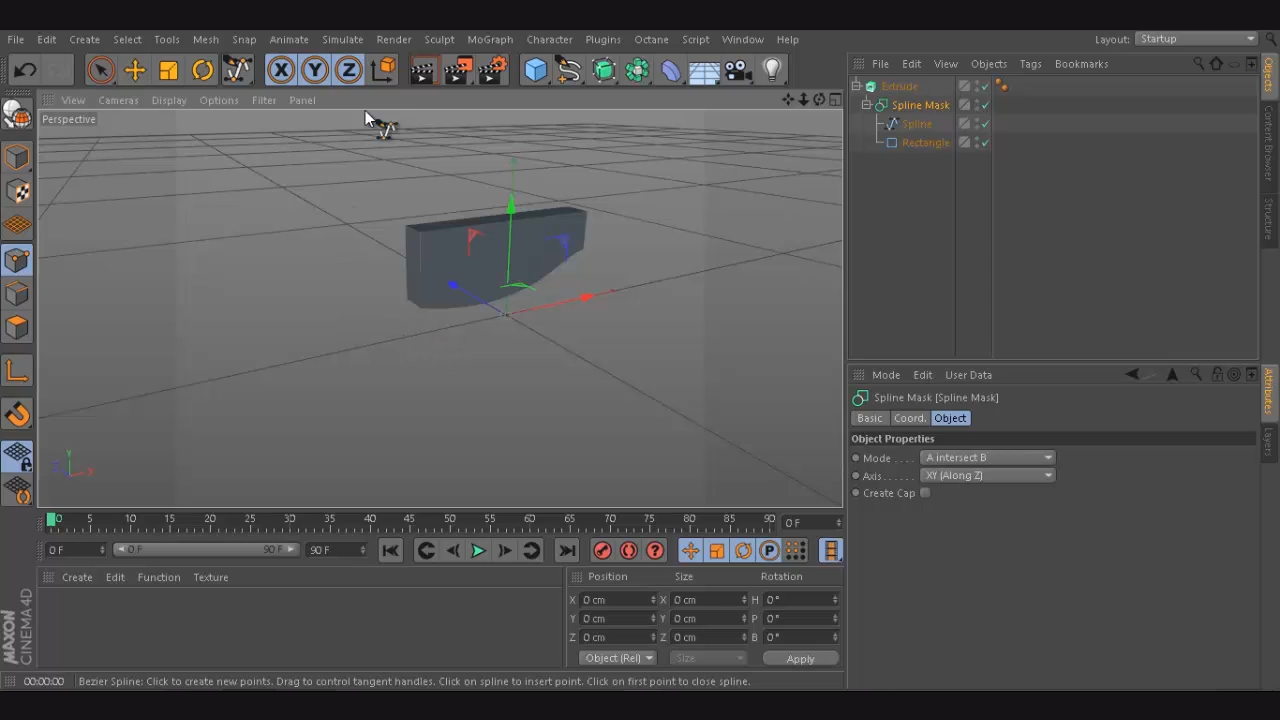 File Edit Create Select Tools Mesh Snap Animate Simulate Render Sculpt MoGraph Character Plugins Octane Script Window Help
Layout: Startup
X Y Z
File Edit View Objects Tags Bookmarks
View Cameras Display Options Filter Panel
Perspective
Extrude
Spline Mask
Spline
Rectangle
Objects
Content Browser
Structure
Mode Edit User Data
Spline Mask [Spline Mask]
Basic Coord. Object
Object Properties
Mode .... A intersect B
Axis...... XY (Along Z)
Create Cap
Attributes
Layers
Y
X
0 5 10 15 20 25 30 35 40 45 50 55 60 65 70 75 80 85 90 0 F
0 F 0 F 90 F 90 F P
Create Edit Function Texture
Position Size Rotation
X 0 cm X 0 cm H 0 °
Y 0 cm Y 0 cm P 0 °
Z 0 cm Z 0 cm B 0 °
Object (Rel) Size Apply
MAXON
CINEMA 4D
00:00:00 Bezier Spline: Click to create new points. Drag to control tangent handles. Click on spline to insert point. Click on first point to close spline.